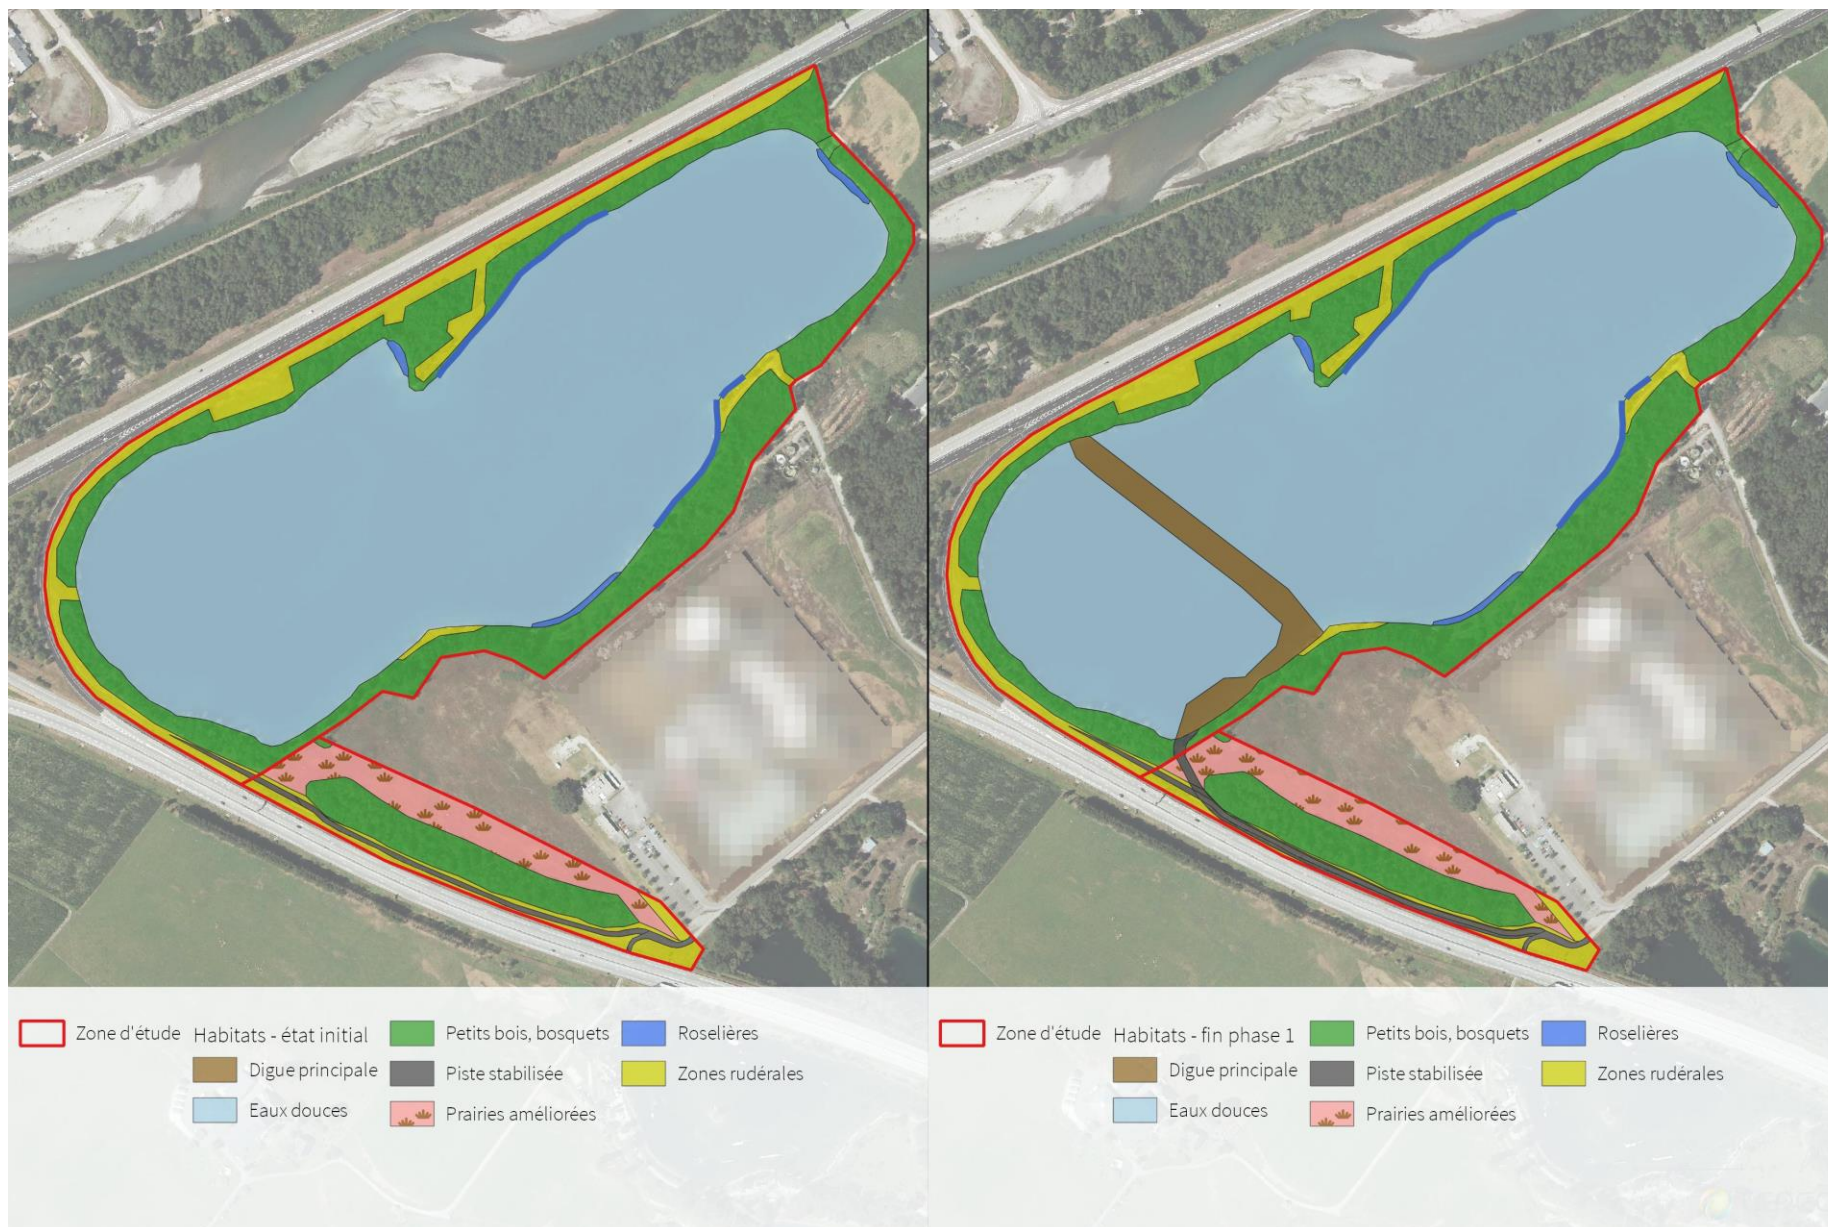 Zone d'étude
Habitats - état initial
Digue principale
Eaux douces
Petits bois, bosquets
Piste stabilisée
Prairies améliorées
Roselières
Zones rudérales
Zone d'étude
Habitats - fin phase 1
Digue principale
Eaux douces
Petits bois, bosquets
Piste stabilisée
Prairies améliorées
Roselières
Zones rudérales